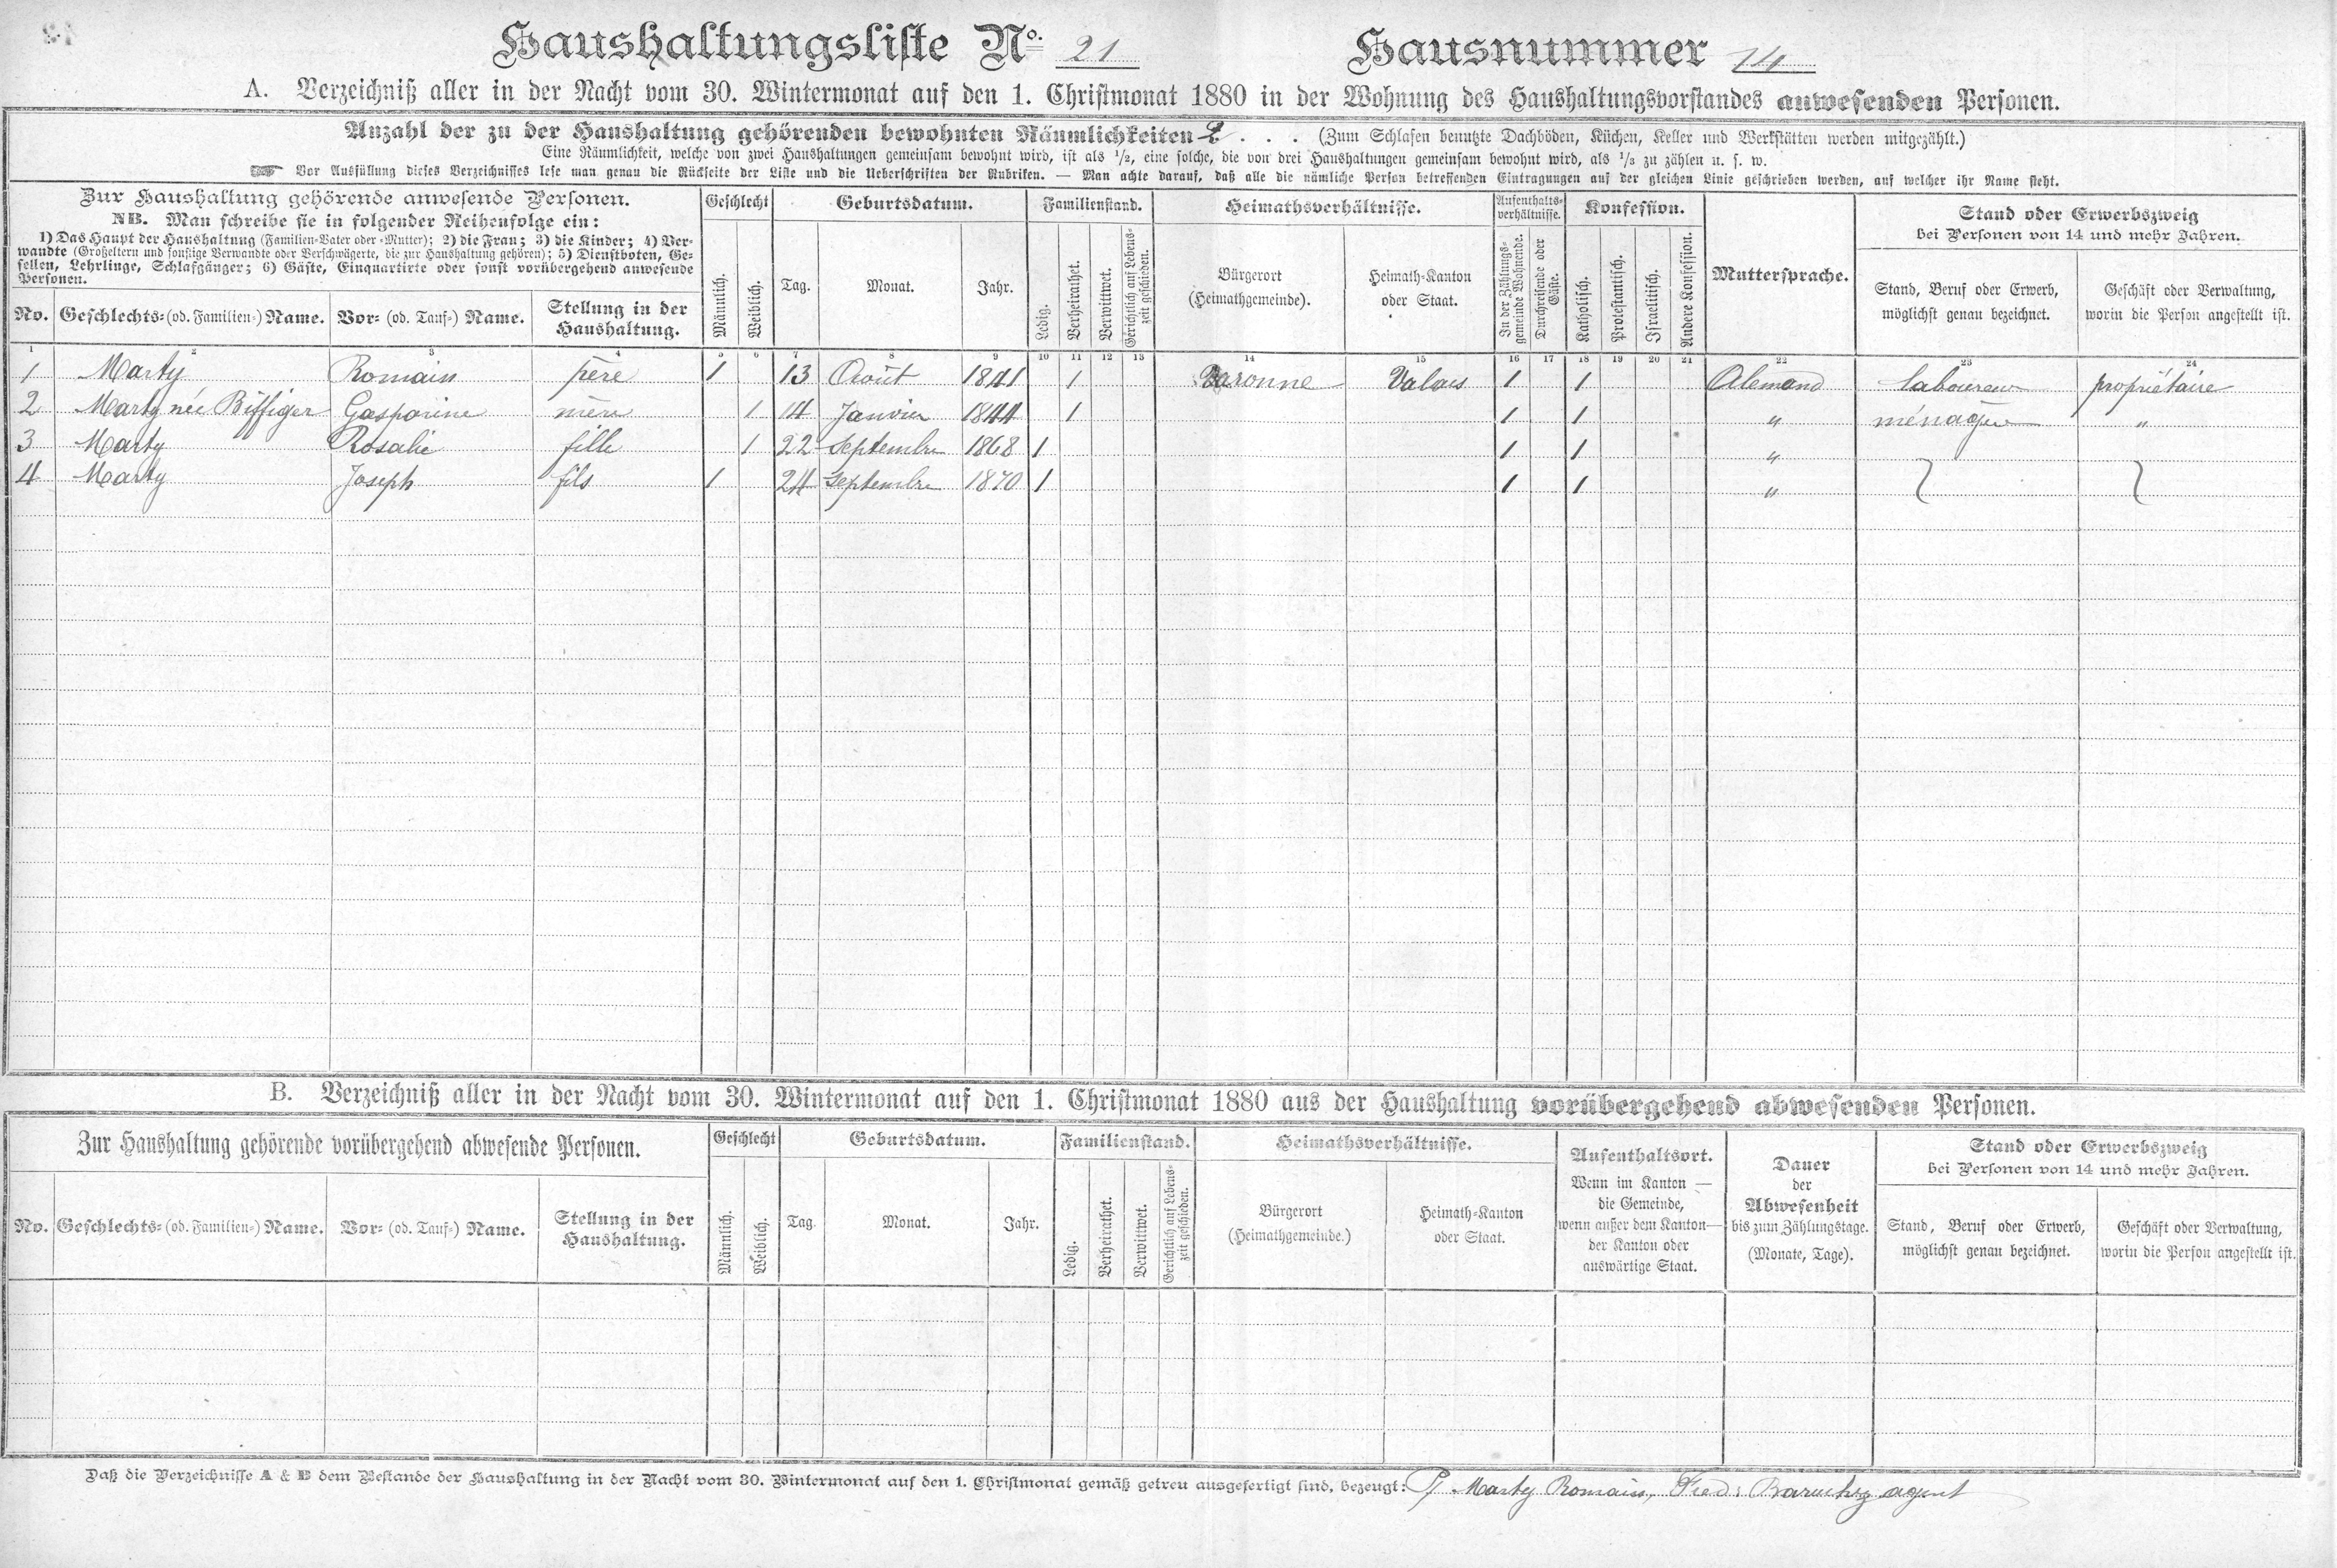 Haushaltungsliste No. 21 Hausnummer 14
A. Verzeichniß aller in der Nacht vom 30. Wintermonat auf den 1. Christmonat 1880 in der Wohnung des Haushaltungsvorstandes anwesenden Personen.
Anzahl der zu der Haushaltung gehörenden bewohnten Räumlichkeiten . . . (Zum Schlafen benutzte Dachböden, Küchen, Keller und Werkstätten werden mitgezählt.)
Eine Räumlichkeit, welche von zwei Haushaltungen gemeinsam bewohnt wird, ist als 1/2, eine solche, die von drei Haushaltungen gemeinsam bewohnt wird, als 1/3 zu zählen u. s. w.
Vor Ausfüllung dieses Verzeichnisses lese man genau die Rückseite der Liste und die Ueberschriften der Rubriken. — Man achte darauf, daß alle die nämliche Person betreffenden Eintragungen auf der gleichen Linie geschrieben werden, auf welcher ihr Name steht.
Zur Haushaltung gehörende anwesende Personen.
NB. Man schreibe sie in folgender Reihenfolge ein:
1) Das Haupt der Haushaltung (Familien-Vater oder -Mutter); 2) die Frau; 3) die Kinder; 4) Ver-
wandte (Großeltern und sonstige Verwandte oder Verschwägerte, die zur Haushaltung gehören); 5) Dienstboten, Ge-
sellen, Lehrlinge, Schlafgänger; 6) Gäste, Einquartirte oder sonst vorübergehend anwesende
Personen.
No. Geschlechts- (od. Familien-) Name. Vor- (od. Tauf-) Name. Stellung in der
Haushaltung.
Geschlecht
Männlich. Weiblich.
Geburtsdatum.
Tag. Monat. Jahr.
Familienstand.
Ledig. Verheirathet. Verwittwet. Gerichtlich auf Lebens-
zeit geschieden.
Heimathsverhältnisse.
Bürgerort
(Heimathgemeinde).
Heimath-Kanton
oder Staat.
Aufenthalts-
verhältnisse.
In der Zählungs-
gemeinde Wohnende.
Durchreisende oder
Gäste.
Konfession.
Katholisch. Protestantisch. Israelitisch. Andere Konfession.
Muttersprache.
Stand oder Erwerbszweig
bei Personen von 14 und mehr Jahren.
Stand, Beruf oder Erwerb,
möglichst genau bezeichnet.
Geschäft oder Verwaltung,
worin die Person angestellt ist.
1 2 3 4 5 6 7 8 9 10 11 12 13 14 15 16 17 18 19 20 21 22 23 24
1 Marty Romain père 1 13 Août 1841 1 Varonne Valais 1 1 Alemand laboureur propriétaire
2 Marty née Biffiger Gasparine mère 1 14 Janvier 1844 1 1 1 " ménagère "
3 Marty Rosalie fille 1 22 Septembre 1868 1 1 1 "
4 Marty Joseph fils 1 24 Septembre 1870 1 1 1 "
B. Verzeichniß aller in der Nacht vom 30. Wintermonat auf den 1. Christmonat 1880 aus der Haushaltung vorübergehend abwesenden Personen.
Zur Haushaltung gehörende vorübergehend abwesende Personen.
No. Geschlechts- (od. Familien-) Name. Vor- (od. Tauf-) Name. Stellung in der
Haushaltung.
Geschlecht
Männlich. Weiblich.
Geburtsdatum.
Tag. Monat. Jahr.
Familienstand.
Ledig. Verheirathet. Verwittwet. Gerichtlich auf Lebens-
zeit geschieden.
Heimathsverhältnisse.
Bürgerort
(Heimathgemeinde.)
Heimath-Kanton
oder Staat.
Aufenthaltsort.
Wenn im Kanton —
die Gemeinde,
wenn außer dem Kanton—
der Kanton oder
auswärtige Staat.
Dauer
der
Abwesenheit
bis zum Zählungstage.
(Monate, Tage).
Stand oder Erwerbszweig
bei Personen von 14 und mehr Jahren.
Stand, Beruf oder Erwerb,
möglichst genau bezeichnet.
Geschäft oder Verwaltung,
worin die Person angestellt ist.
Daß die Verzeichnisse A & B dem Bestande der Haushaltung in der Nacht vom 30. Wintermonat auf den 1. Christmonat gemäß getreu ausgefertigt sind, bezeugt: P/ Marty Romain, agent